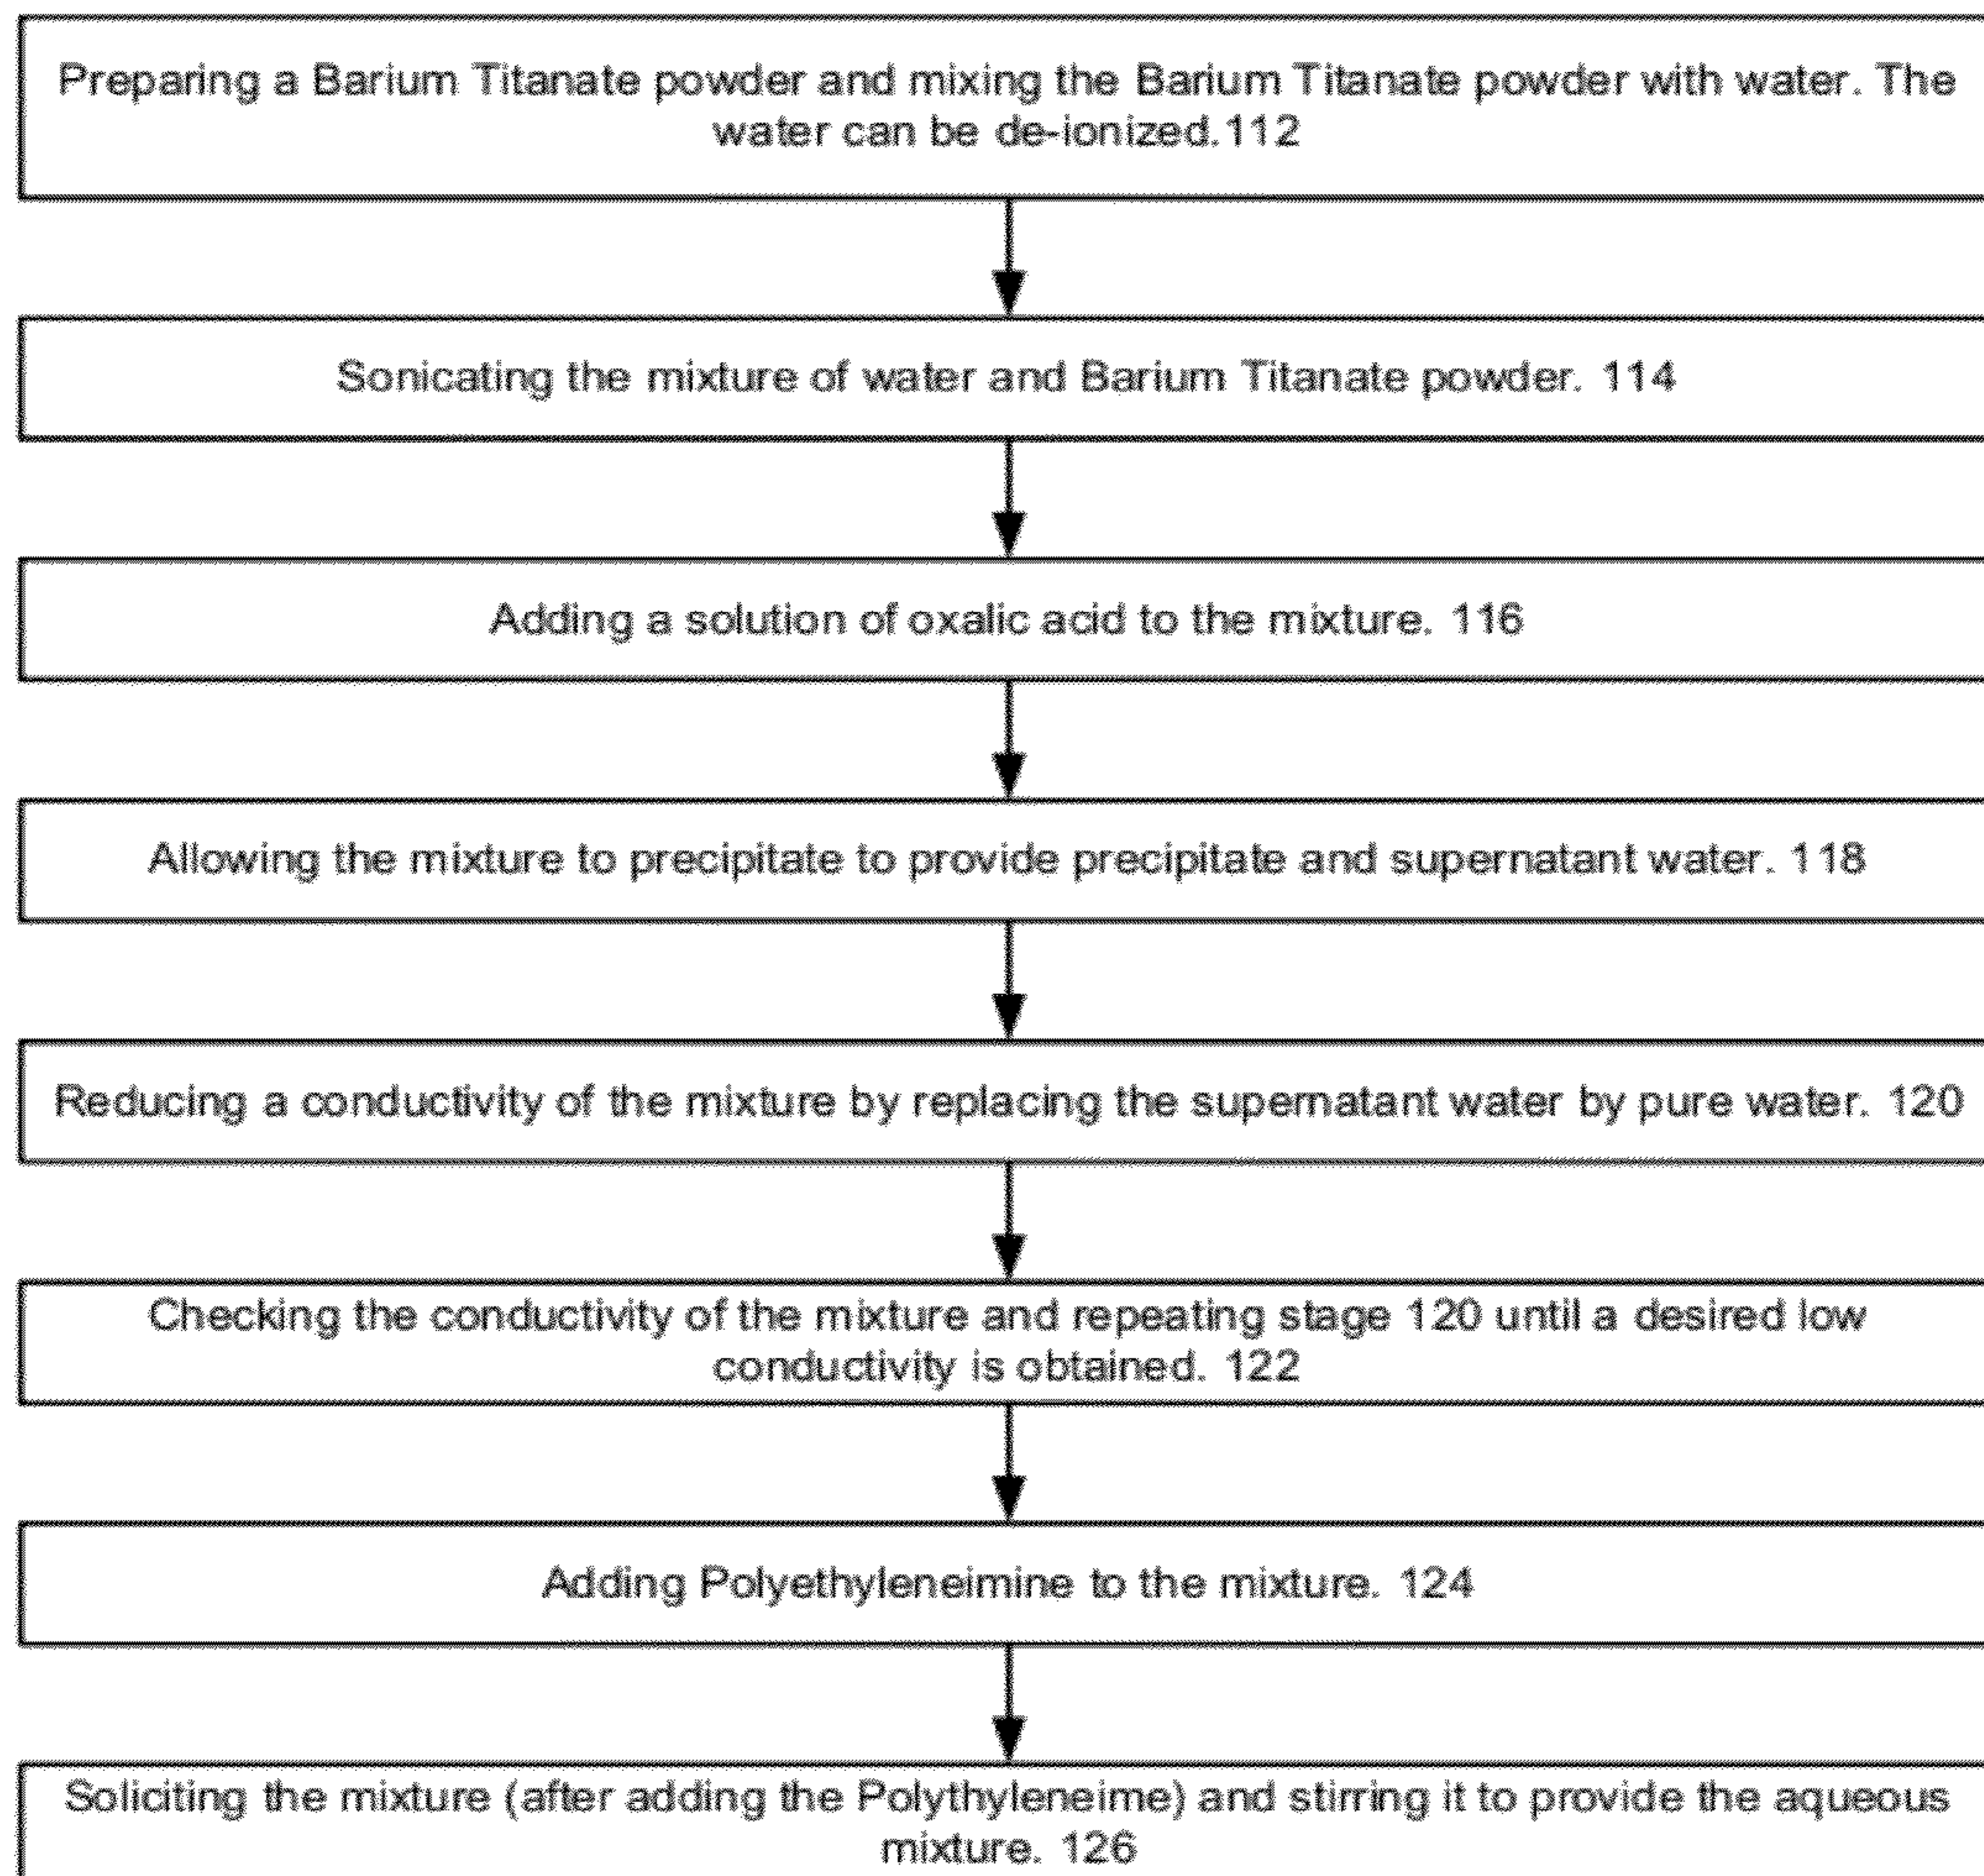 Preparing a Barium Titanate powder and mixing the Barium Titanate powder with water. The
water can be de-ionized.112
Sonicating the mixture of water and Barium Titanate powder. 114
Adding a solution of oxalic acid to the mixture. 116
Allowing the mixture to precipitate to provide precipitate and supernatant water. 118
Reducing a conductivity of the mixture by replacing the supernatant water by pure water. 120
Checking the conductivity of the mixture and repeating stage 120 until a desired low
conductivity is obtained. 122
Adding Polyethyleneimine to the mixture. 124
Soliciting the mixture (after adding the Polythyleneime) and stirring it to provide the aqueous
mixture. 126